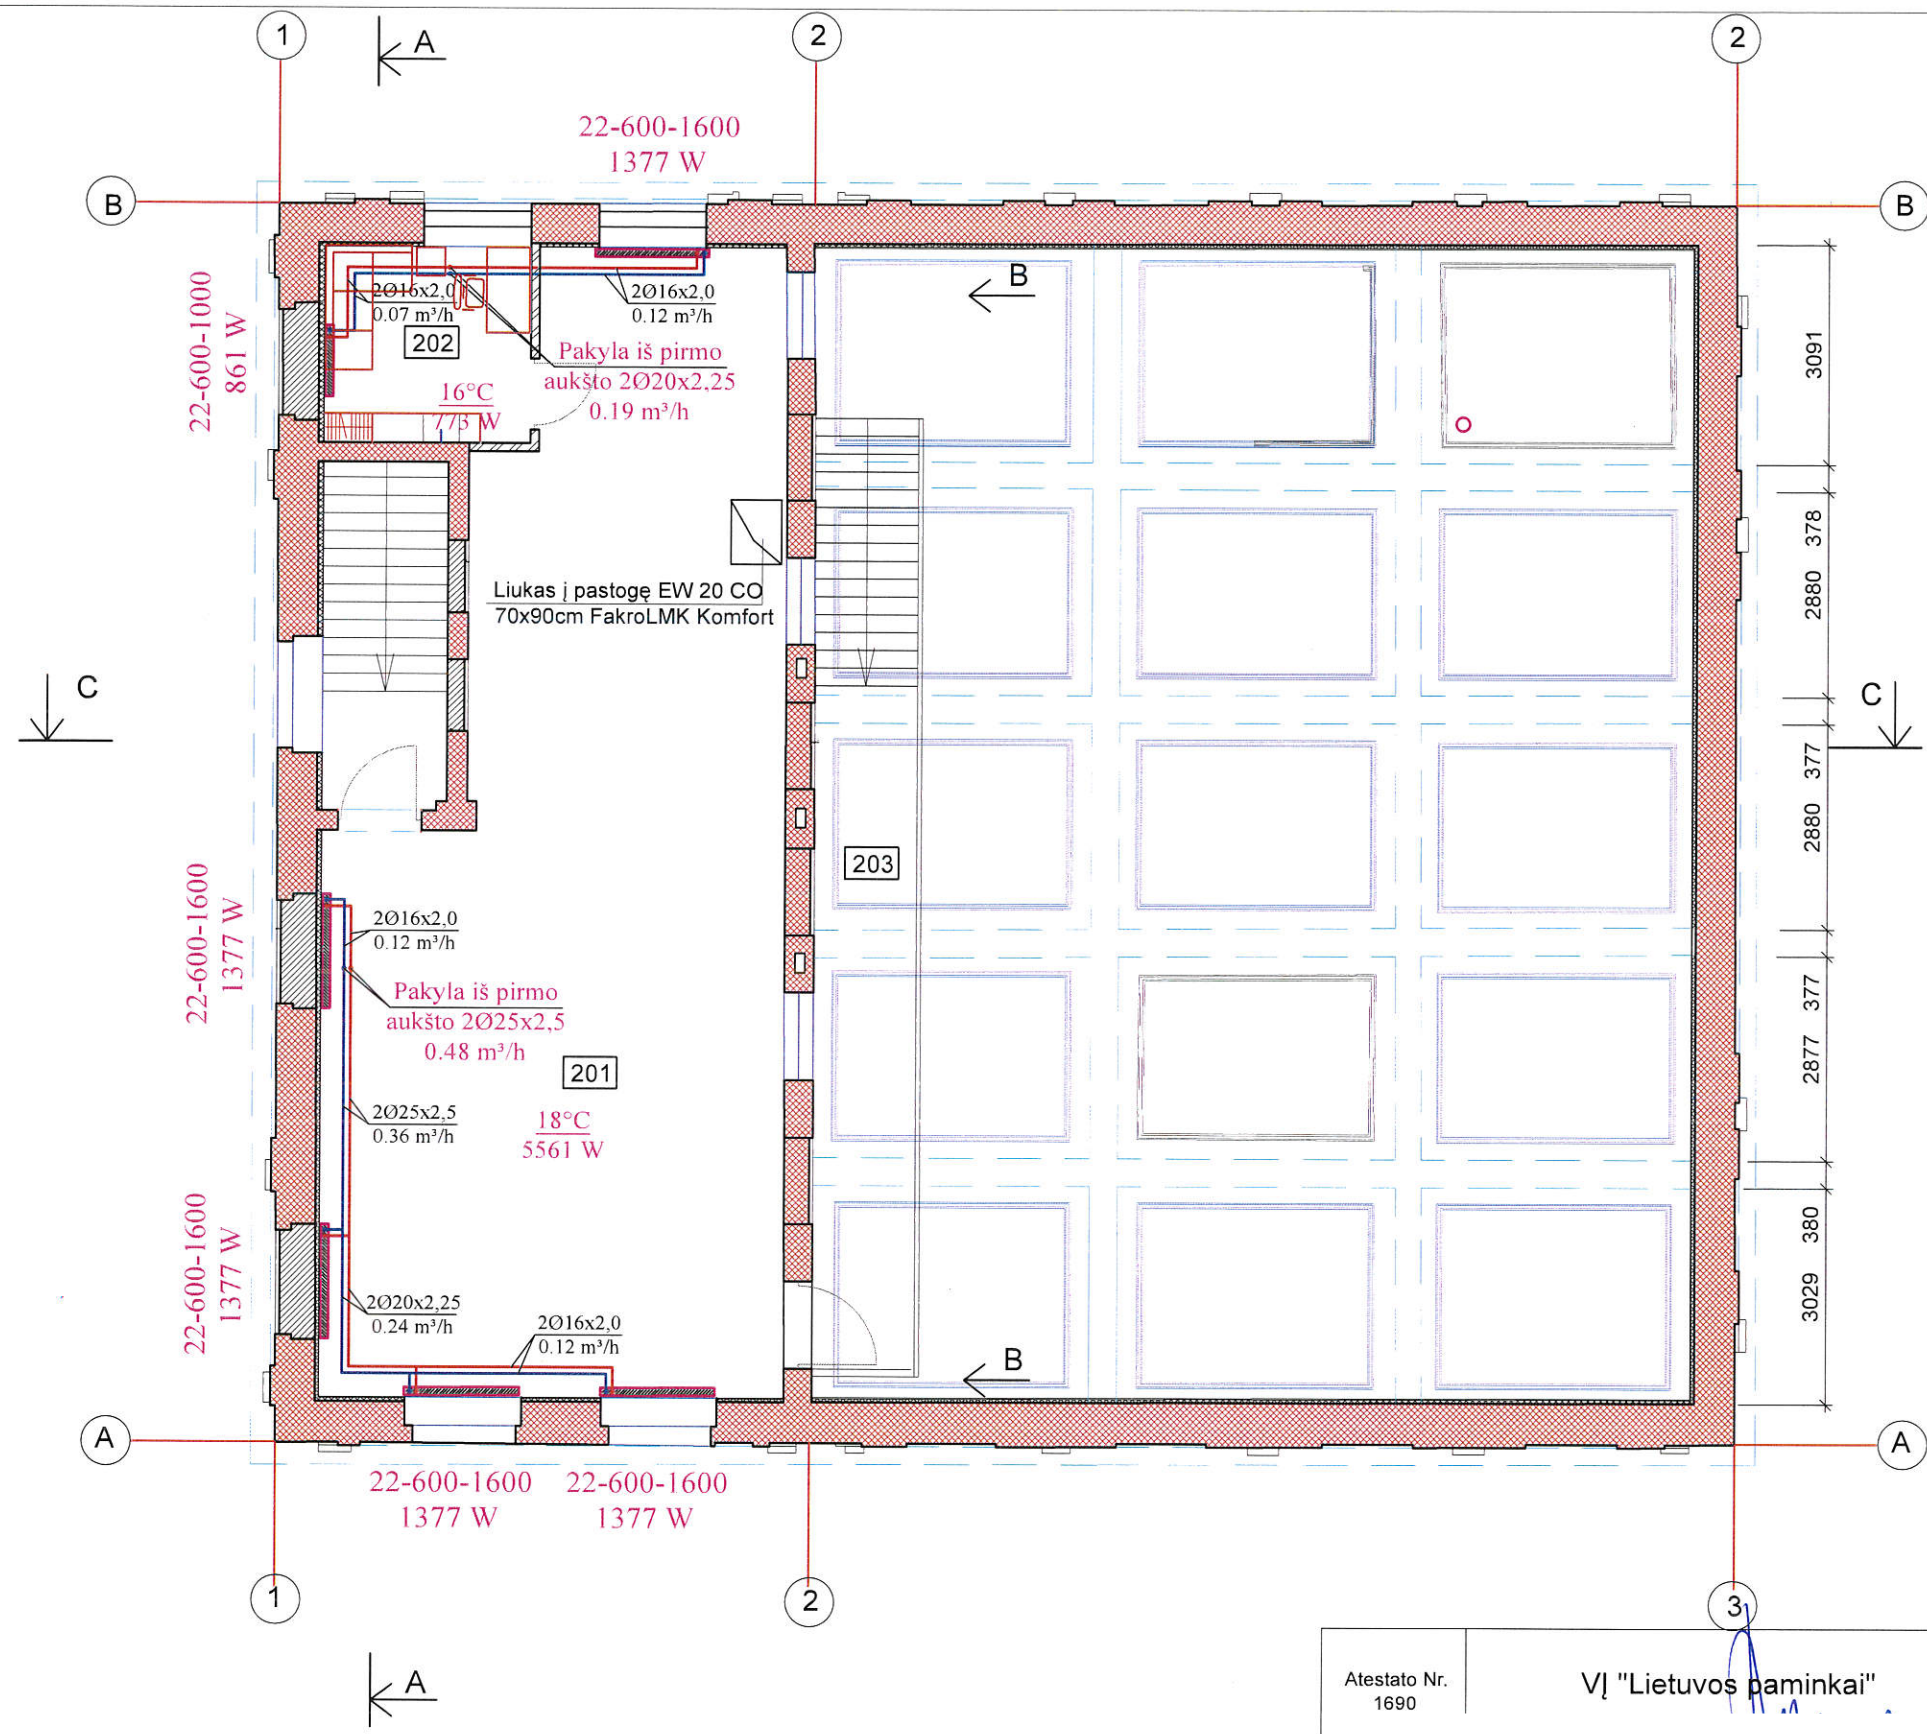 1
A
2
2
22-600-1600
1377 W
B
B
22-600-1000
861 W
2Ø16x2,0
0.07 m³/h
202
16°C
773 W
2Ø16x2,0
0.12 m³/h
Pakyla iš pirmo
aukšto 2Ø20x2,25
0.19 m³/h
B
3091
378
2880
Liukas į pastogę EW 20 CO
70x90cm FakroLMK Komfort
C
C
377
2880
203
22-600-1600
1377 W
2Ø16x2,0
0.12 m³/h
Pakyla iš pirmo
aukšto 2Ø25x2,5
0.48 m³/h
377
2877
201
18°C
5561 W
2Ø25x2,5
0.36 m³/h
22-600-1600
1377 W
2Ø20x2,25
0.24 m³/h
2Ø16x2,0
0.12 m³/h
380
3029
B
A
A
22-600-1600
1377 W
22-600-1600
1377 W
1
2
3
A
Atestato Nr.
1690
VĮ "Lietuvos paminkai"